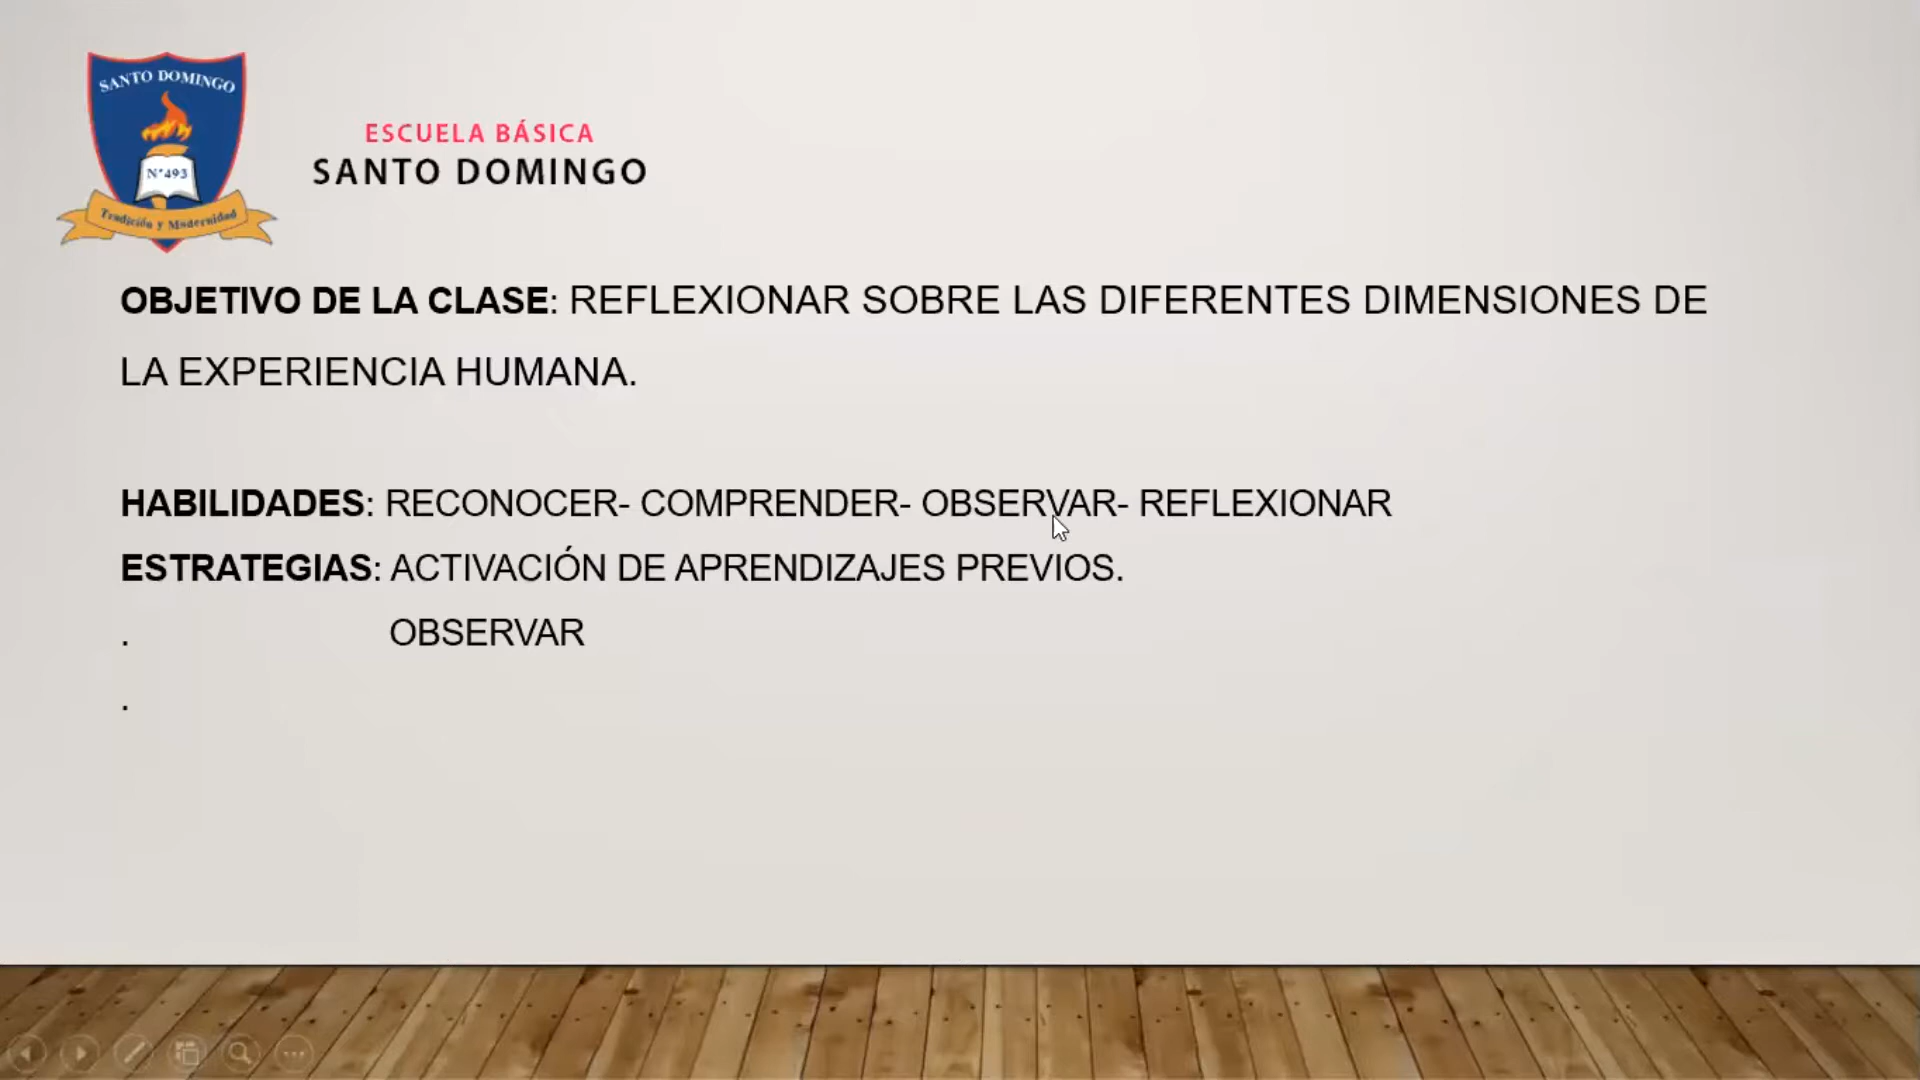 SANTO DOMINGO
N°493
Tradición y Modernidad
ESCUELA BÁSICA
SANTO DOMINGO
OBJETIVO DE LA CLASE: REFLEXIONAR SOBRE LAS DIFERENTES DIMENSIONES DE
LA EXPERIENCIA HUMANA.
HABILIDADES: RECONOCER- COMPRENDER- OBSERVAR- REFLEXIONAR
ESTRATEGIAS: ACTIVACIÓN DE APRENDIZAJES PREVIOS.
. OBSERVAR
.